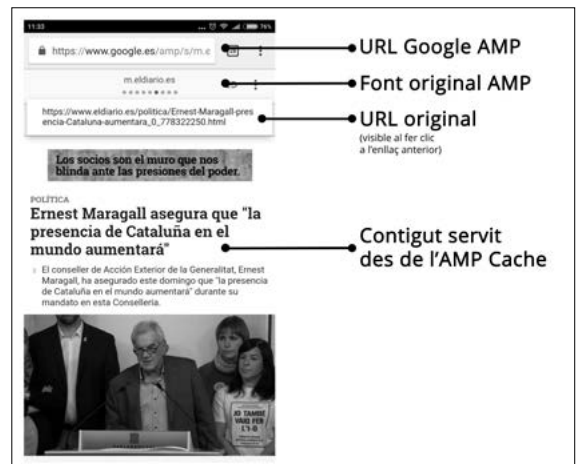 11:33
76%
https://www.google.es/amp/s/m.e
URL Google AMP
m.eldiario.es
Font original AMP
https://www.eldiario.es/politica/Ernest-Maragall-pres
encia-Cataluna-aumentara_0_778322250.html
URL original
(visible al fer clic
a l'enllaç anterior)
Los socios son el muro que nos
blinda ante las presiones del poder.
POLÍTICA
Ernest Maragall asegura que "la
presencia de Cataluña en el
mundo aumentará"
Contigut servit
des de l'AMP Cache
El conseller de Acción Exterior de la Generalitat, Ernest
Maragall, ha asegurado este domingo que "la presencia
de Cataluña en el mundo aumentará" durante su
mandato en esta Consellería.
JO TAMBÉ
VAIG FER
L'1-O